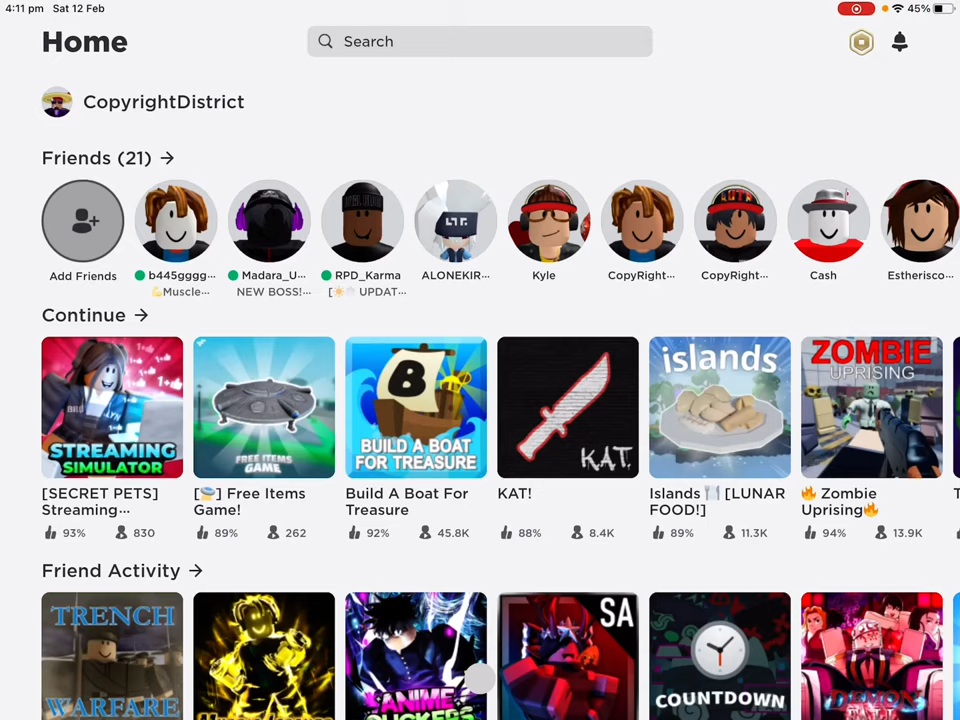 4:11 pm Sat 12 Feb
45%
Home
Search
CopyrightDistrict
Friends (21) →
Add Friends
b445gggg...
Madara_U...
RPD_Karma
ALONEKIR...
Kyle
CopyRight...
CopyRight...
Cash
Estherisco...
💪Muscle...
NEW BOSS!...
UPDAT...
Continue →
STREAMING
SIMULATOR
FREE ITEMS
GAME
B
BUILD A BOAT
FOR TREASURE
KAT.
islands
ZOMBIE
UPRISING
[SECRET PETS]
Streaming...
[🛸] Free Items
Game!
Build A Boat For
Treasure
KAT!
Islands🍴[LUNAR
FOOD!]
🔥 Zombie
Uprising🔥
93% 830
89% 262
92% 45.8K
88% 8.4K
89% 11.3K
94% 13.9K
Friend Activity →
TRENCH
WARFARE
ANIME
CLICKERS
SA
COUNTDOWN
DEMON